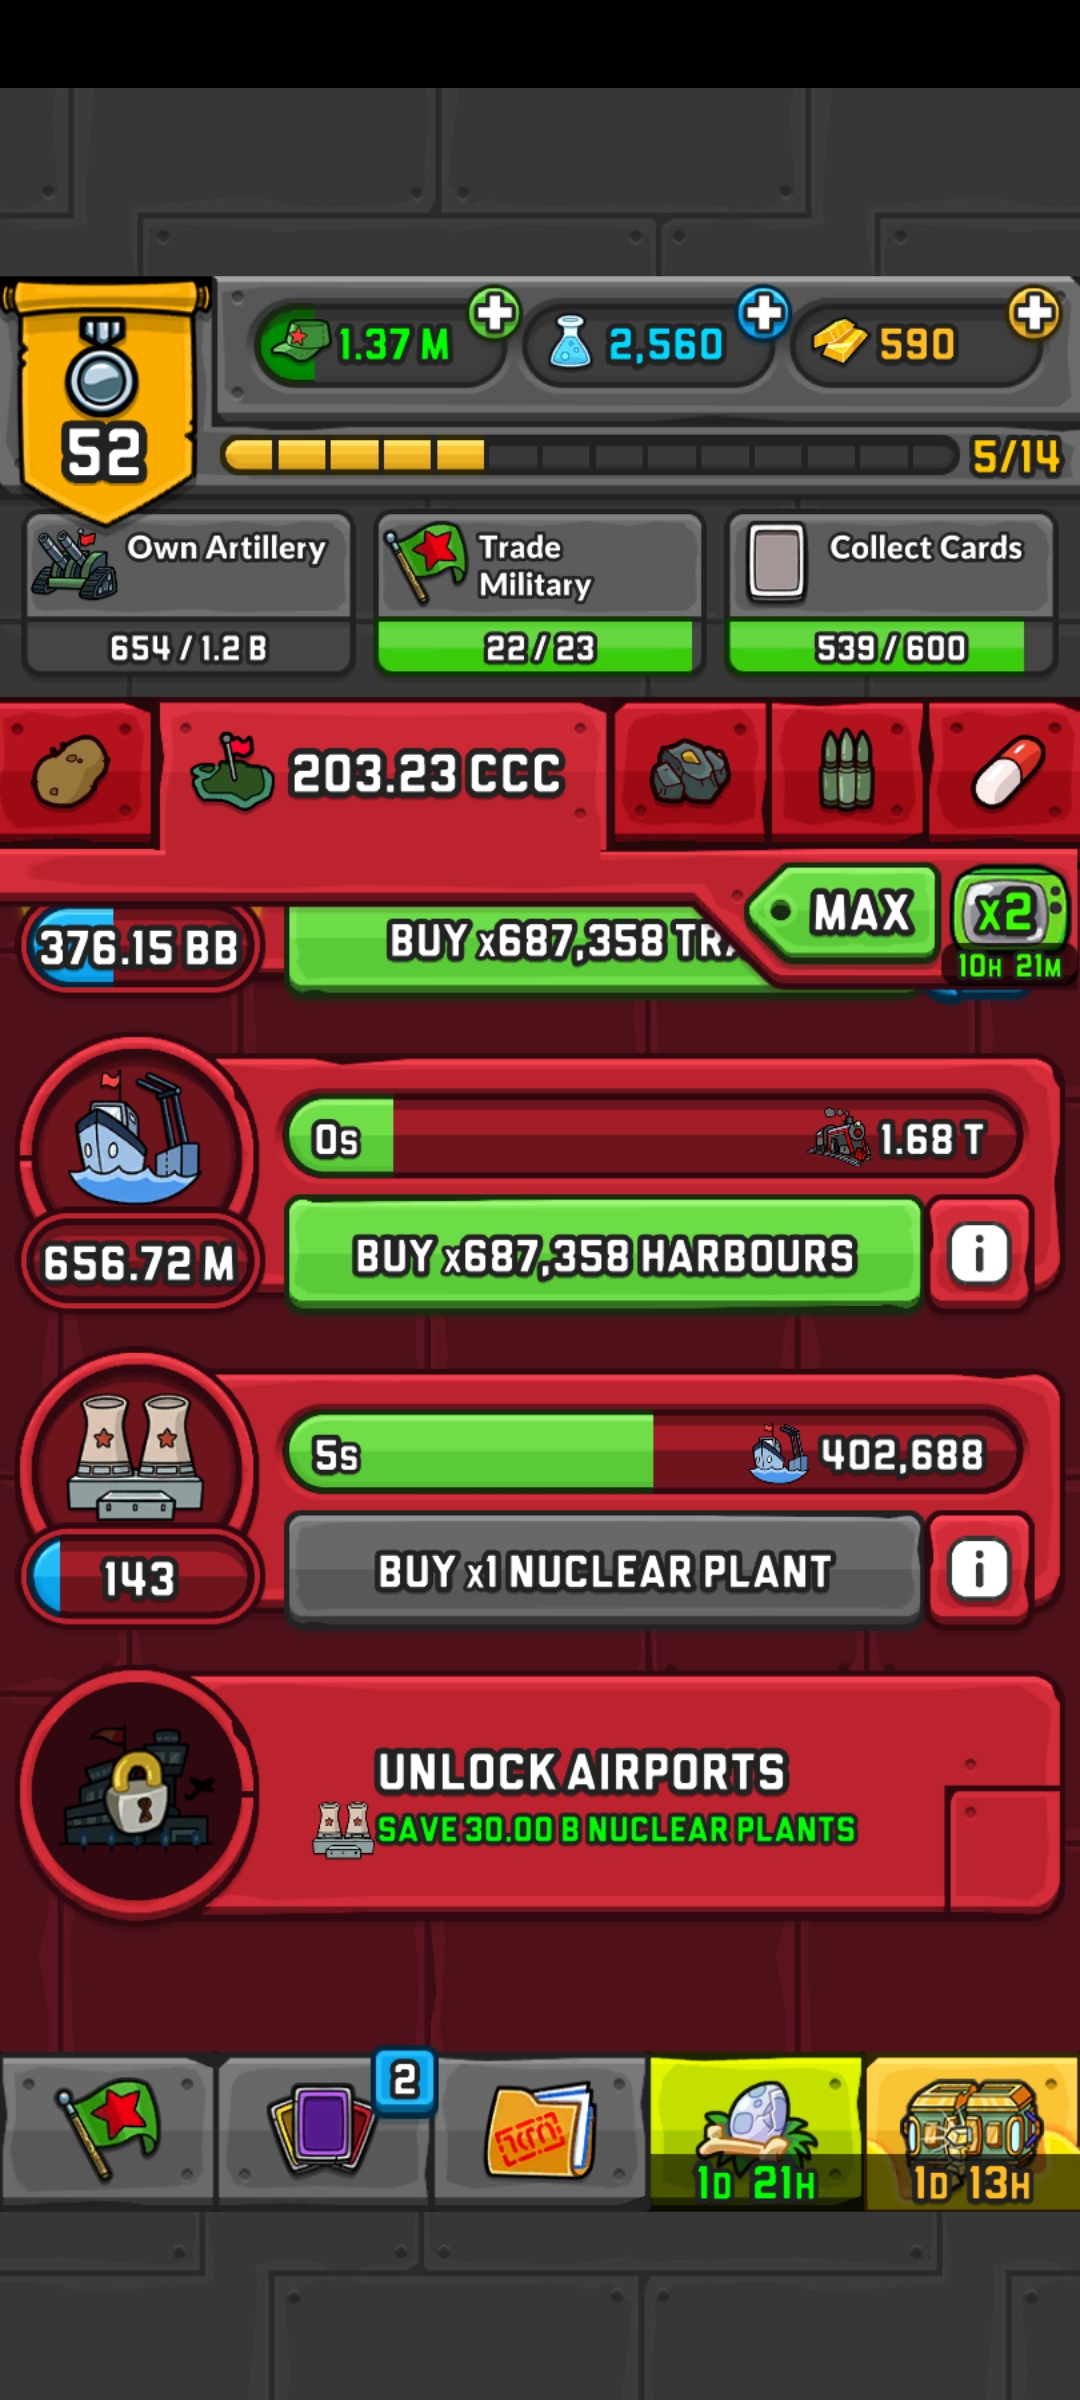 1.37 M
2,560
590
52
5/14
Own Artillery
654 / 1.2 B
Trade
Military
22 / 23
Collect Cards
539 / 600
203.23 CCC
MAX
x2
10H 21M
376.15 BB
BUY x687,358
0s
1.68 T
656.72 M
BUY x687,358 HARBOURS
i
5s
402,688
143
BUY x1 NUCLEAR PLANT
i
UNLOCK AIRPORTS
SAVE 30.00 B NUCLEAR PLANTS
2
1D 21H
1D 13H